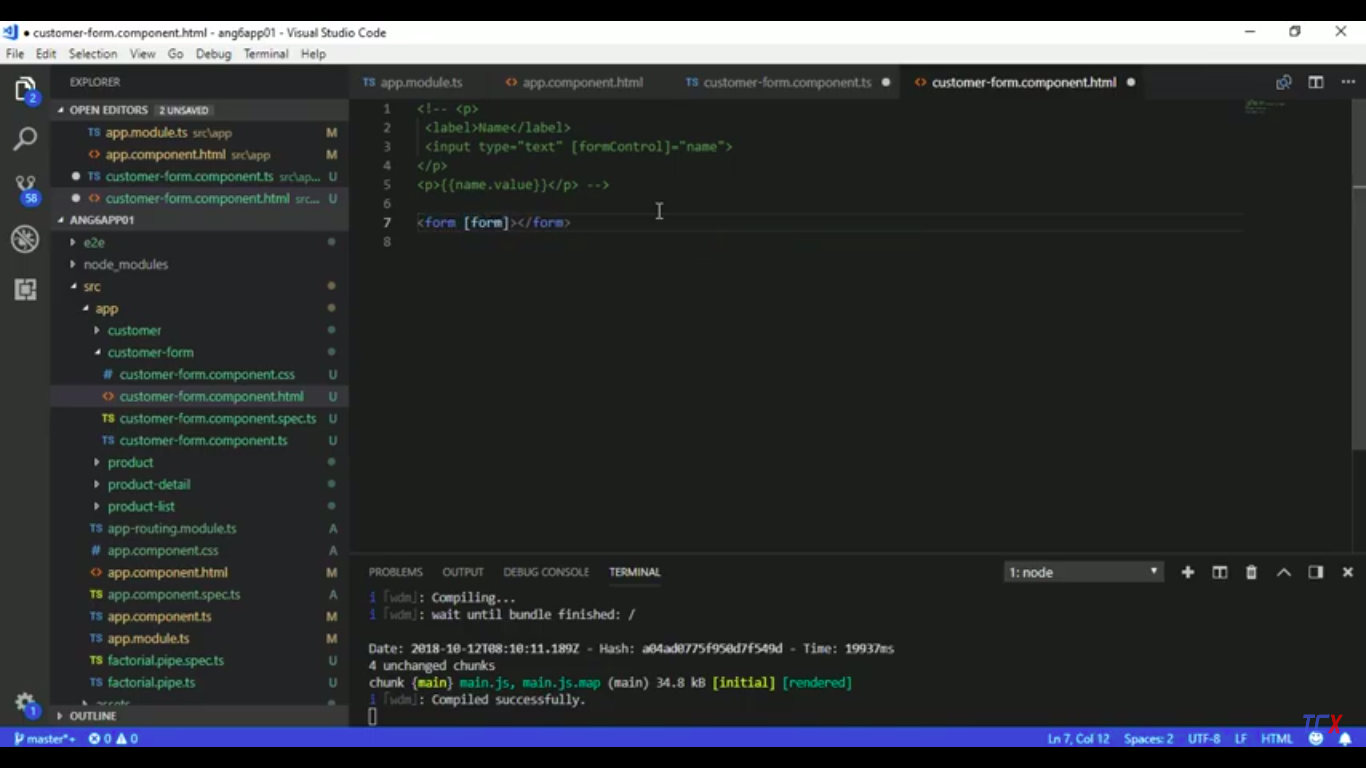 customer-form.component.html - ang6app01 - Visual Studio Code
File Edit Selection View Go Debug Terminal Help
EXPLORER
OPEN EDITORS 2 UNSAVED
TS app.module.ts src\app M
<> app.component.html src\app M
● TS customer-form.component.ts src\ap... U
● <> customer-form.component.html src... U
ANG6APP01
e2e
node_modules
src
app
customer
customer-form
# customer-form.component.css U
<> customer-form.component.html U
TS customer-form.component.spec.ts U
TS customer-form.component.ts U
product
product-detail
product-list
TS app-routing.module.ts A
# app.component.css A
<> app.component.html M
TS app.component.spec.ts A
TS app.component.ts M
TS app.module.ts M
TS factorial.pipe.spec.ts U
TS factorial.pipe.ts U
assets
OUTLINE
2
58
1
TS app.module.ts <> app.component.html TS customer-form.component.ts ● <> customer-form.component.html ●
1 <!-- <p>
2 <label>Name</label>
3 <input type="text" [formControl]="name">
4 </p>
5 <p>{{name.value}}</p> -->
6
7 <form [form]></form>
8
PROBLEMS OUTPUT DEBUG CONSOLE TERMINAL 1: node
i ｢wdm｣: Compiling...
i ｢wdm｣: wait until bundle finished: /
Date: 2018-10-12T08:10:11.189Z - Hash: a04ad0775f950d7f549d - Time: 19937ms
4 unchanged chunks
chunk {main} main.js, main.js.map (main) 34.8 kB [initial] [rendered]
i ｢wdm｣: Compiled successfully.
TCX
master*+ 0 0 Ln 7, Col 12 Spaces: 2 UTF-8 LF HTML